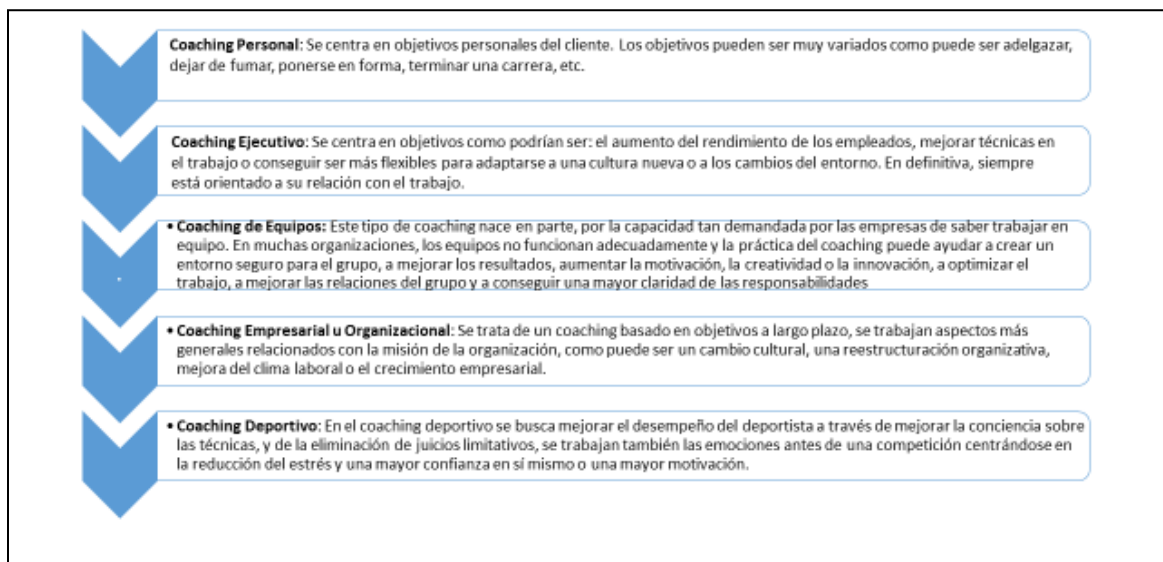 Coaching Personal: Se centra en objetivos personales del cliente. Los objetivos pueden ser muy variados como puede ser adelgazar,
dejar de fumar, ponerse en forma, terminar una carrera, etc.
Coaching Ejecutivo: Se centra en objetivos como podrían ser: el aumento del rendimiento de los empleados, mejorar técnicas en
el trabajo o conseguir ser más flexibles para adaptarse a una cultura nueva o a los cambios del entorno. En definitiva, siempre
está orientado a su relación con el trabajo.
• Coaching de Equipos: Este tipo de coaching nace en parte, por la capacidad tan demandada por las empresas de saber trabajar en
equipo. En muchas organizaciones, los equipos no funcionan adecuadamente y la práctica del coaching puede ayudar a crear un
entorno seguro para el grupo, a mejorar los resultados, aumentar la motivación, la creatividad o la innovación, a optimizar el
trabajo, a mejorar las relaciones del grupo y a conseguir una mayor claridad de las responsabilidades
• Coaching Empresarial u Organizacional: Se trata de un coaching basado en objetivos a largo plazo, se trabajan aspectos más
generales relacionados con la misión de la organización, como puede ser un cambio cultural, una reestructuración organizativa,
mejora del clima laboral o el crecimiento empresarial.
• Coaching Deportivo: En el coaching deportivo se busca mejorar el desempeño del deportista a través de mejorar la conciencia sobre
las técnicas, y de la eliminación de juicios limitativos, se trabajan también las emociones antes de una competición centrándose en
la reducción del estrés y una mayor confianza en sí mismo o una mayor motivación.